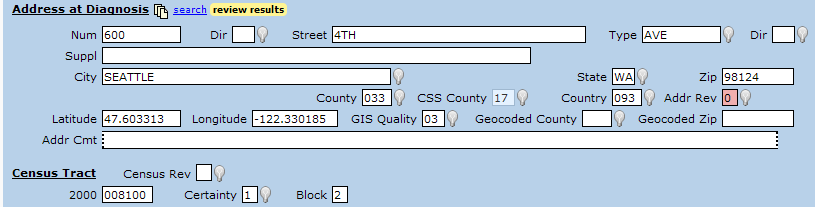 Address at Diagnosis search review results
Num 600 Dir Street 4TH Type AVE Dir
Suppl
City SEATTLE State WA Zip 98124
County 033 CSS County 17 Country 093 Addr Rev 0
Latitude 47.603313 Longitude -122.330185 GIS Quality 03 Geocoded County Geocoded Zip
Addr Cmt
Census Tract Census Rev
2000 008100 Certainty 1 Block 2